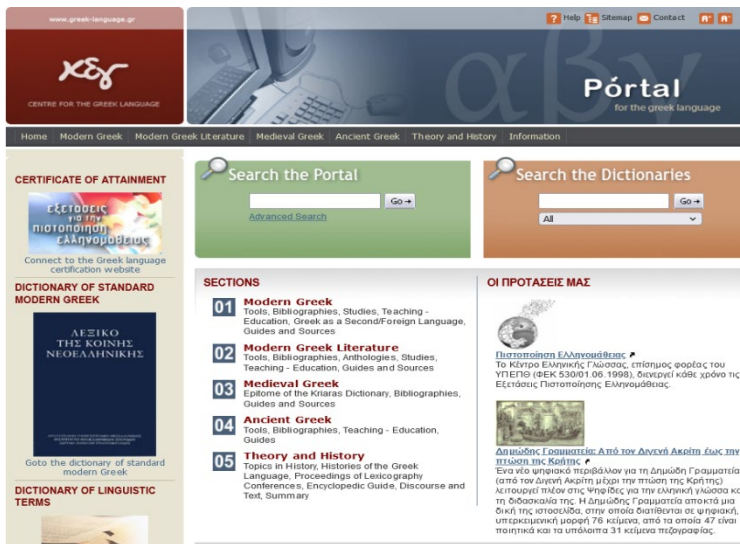 www.greek-language.gr
Help Sitemap Contact
κεγ
CENTRE FOR THE GREEK LANGUAGE
αβγ
Pórtal
for the greek language
Home Modern Greek Modern Greek Literature Medieval Greek Ancient Greek Theory and History Information
CERTIFICATE OF ATTAINMENT
εξετάσεις
για την
πιστοποίηση
ελληνομάθειας
Connect to the Greek language
certification website
DICTIONARY OF STANDARD
MODERN GREEK
ΛΕΞΙΚΟ
ΤΗΣ ΚΟΙΝΗΣ
ΝΕΟΕΛΛΗΝΙΚΗΣ
Goto the dictionary of standard
modern Greek
DICTIONARY OF LINGUISTIC
TERMS
Search the Portal
Go→
Advanced Search
Search the Dictionaries
Go→
All
SECTIONS
01 Modern Greek
Tools, Bibliographies, Studies, Teaching -
Education, Greek as a Second/Foreign Language,
Guides and Sources
02 Modern Greek Literature
Tools, Bibliographies, Anthologies, Studies,
Teaching - Education, Guides and Sources
03 Medieval Greek
Epitome of the Kriaras Dictionary, Bibliographies,
Guides and Sources
04 Ancient Greek
Tools, Bibliographies, Teaching - Education,
Guides
05 Theory and History
Topics in History, Histories of the Greek
Language, Proceedings of Lexicography
Conferences, Encyclopedic Guide, Discourse and
Text, Summary
ΟΙ ΠΡΟΤΑΣΕΙΣ ΜΑΣ
Πιστοποίηση Ελληνομάθειας
Το Κέντρο Ελληνικής Γλώσσας, επίσημος φορέας του
ΥΠΕΠΘ (ΦΕΚ 530/01.06.1998), διενεργεί κάθε χρόνο τις
Εξετάσεις Πιστοποίησης Ελληνομάθειας.
Δημώδης Γραμματεία: Από τον Διγενή Ακρίτη έως την
πτώση της Κρήτης
Ένα νέο ψηφιακό περιβάλλον για τη Δημώδη Γραμματεία
(από τον Διγενή Ακρίτη μέχρι την πτώση της Κρήτης)
λειτουργεί πλέον στις Ψηφίδες για την ελληνική γλώσσα κα
τη διδασκαλία της. Η Δημώδης Γραμματεία αποκτά μια
δική της ιστοσελίδα, στην οποία διατίθενται σε ψηφιακή,
υπερκειμενική μορφή 76 κείμενα, από τα οποία 47 είναι
ποιητικά και τα υπόλοιπα 31 κείμενα πεζογραφίας.